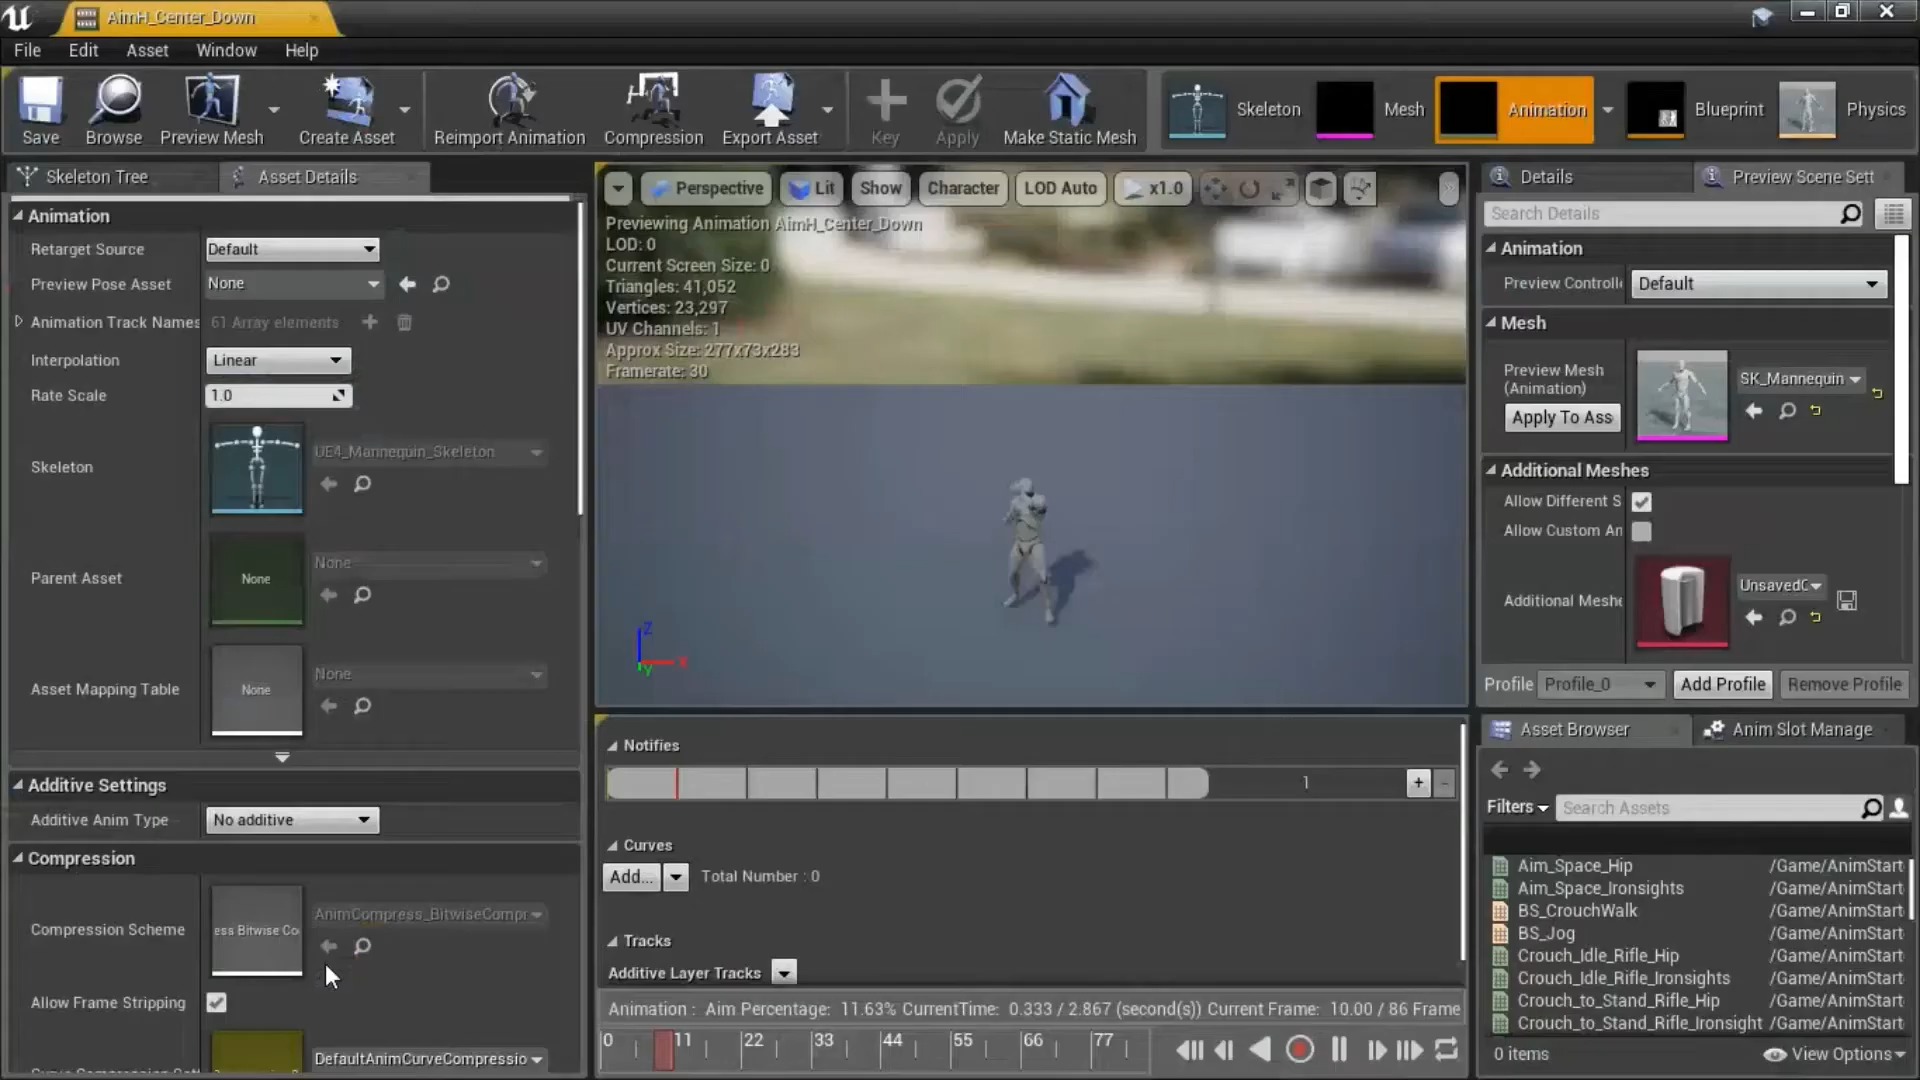 AimH_Center_Down
File Edit Asset Window Help
Save Browse Preview Mesh Create Asset Reimport Animation Compression Export Asset Key Apply Make Static Mesh Skeleton Mesh Animation Blueprint Physics
Skeleton Tree Asset Details
Animation
Retarget Source Default
Preview Pose Asset None
Animation Track Names 61 Array elements
Interpolation Linear
Rate Scale 1.0
Skeleton UE4_Mannequin_Skeleton
Parent Asset None None
Asset Mapping Table None None
Additive Settings
Additive Anim Type No additive
Compression
Compression Scheme ess Bitwise Co AnimCompress_BitwiseCompr
Allow Frame Stripping
DefaultAnimCurveCompressio
Perspective Lit Show Character LOD Auto x1.0
Previewing Animation AimH_Center_Down
LOD: 0
Current Screen Size: 0
Triangles: 41,052
Vertices: 23,297
UV Channels: 1
Approx Size: 277x73x283
Framerate: 30
Z
X
Y
Notifies
1 + -
Curves
Add... Total Number : 0
Tracks
Additive Layer Tracks
Animation : Aim Percentage: 11.63% CurrentTime: 0.333 / 2.867 (second(s)) Current Frame: 10.00 / 86 Frame
0 11 22 33 44 55 66 77
Details Preview Scene Sett
Search Details
Animation
Preview Controll Default
Mesh
Preview Mesh
(Animation)
SK_Mannequin
Apply To Ass
Additional Meshes
Allow Different S
Allow Custom An
Additional Meshe UnsavedC
Profile Profile_0 Add Profile Remove Profile
Asset Browser Anim Slot Manage
Filters Search Assets
Aim_Space_Hip /Game/AnimStart
Aim_Space_Ironsights /Game/AnimStart
BS_CrouchWalk /Game/AnimStart
BS_Jog /Game/AnimStart
Crouch_Idle_Rifle_Hip /Game/AnimStart
Crouch_Idle_Rifle_Ironsights /Game/AnimStart
Crouch_to_Stand_Rifle_Hip /Game/AnimStart
Crouch_to_Stand_Rifle_Ironsight /Game/AnimStart
0 items View Options